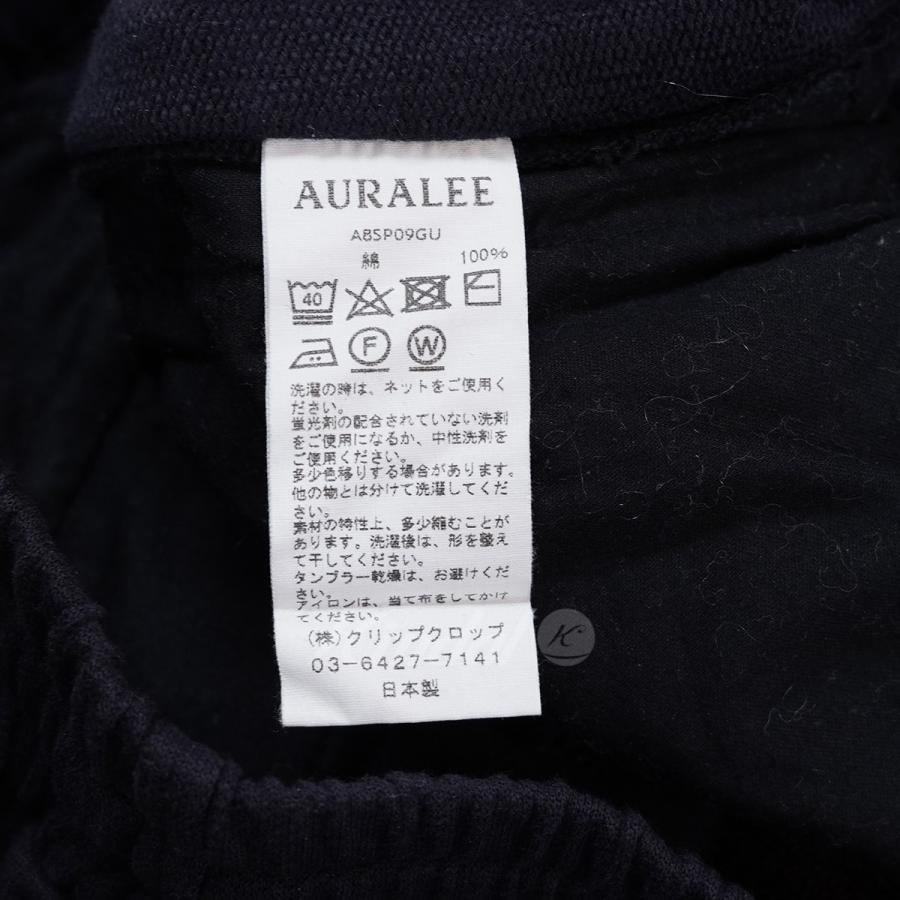 AURALEE
A8SP09GU
綿 100%
40
F W
洗濯の時は、ネットをご使用く
ださい。
蛍光剤の配合されていない洗剤
をご使用になるか、中性洗剤を
ご使用ください。
多少色移りする場合があります。
他の物とは分けて洗濯してくだ
さい。
素材の特性上、多少縮むことが
あります。洗濯後は、形を整え
て干してください。
タンブラー乾燥は、お避けくだ
さい。
アイロンは、当て布をしてかけ
てください。
(株)クリップクロップ
03-6427-7141
日本製
K